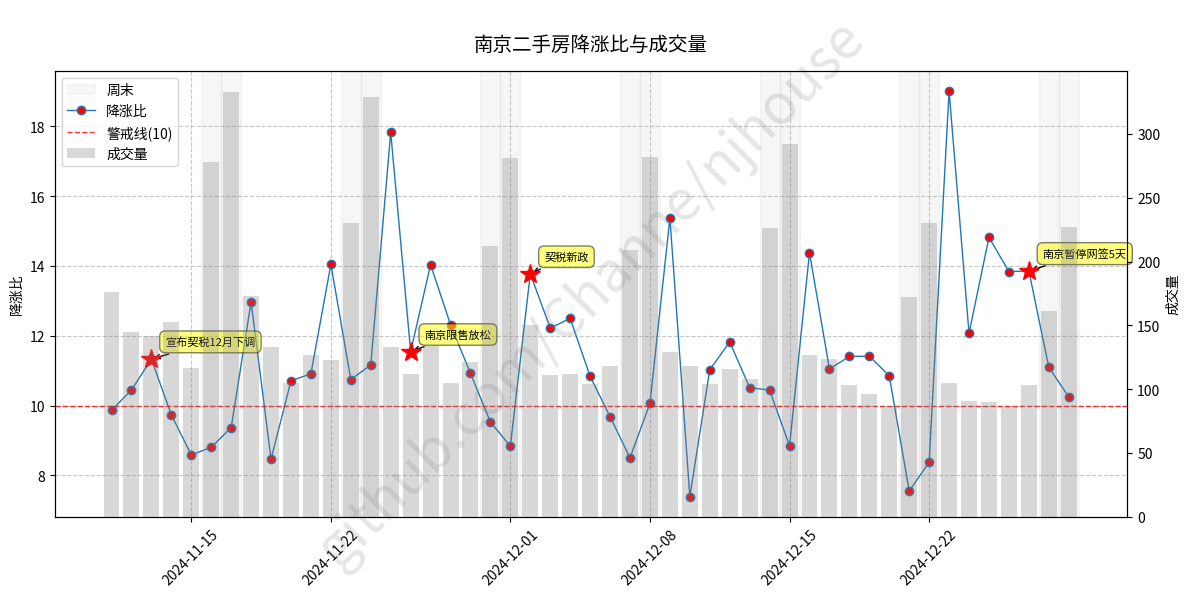 南京二手房降涨比与成交量
周末
降涨比
警戒线(10)
成交量
18
16
14
12
10
8
降涨比
300
250
200
150
100
50
0
成交量
宣布契税12月下调
南京限售放松
契税新政
南京暂停网签5天
2024-11-15
2024-11-22
2024-12-01
2024-12-08
2024-12-15
2024-12-22
github.com/channe/njhouse